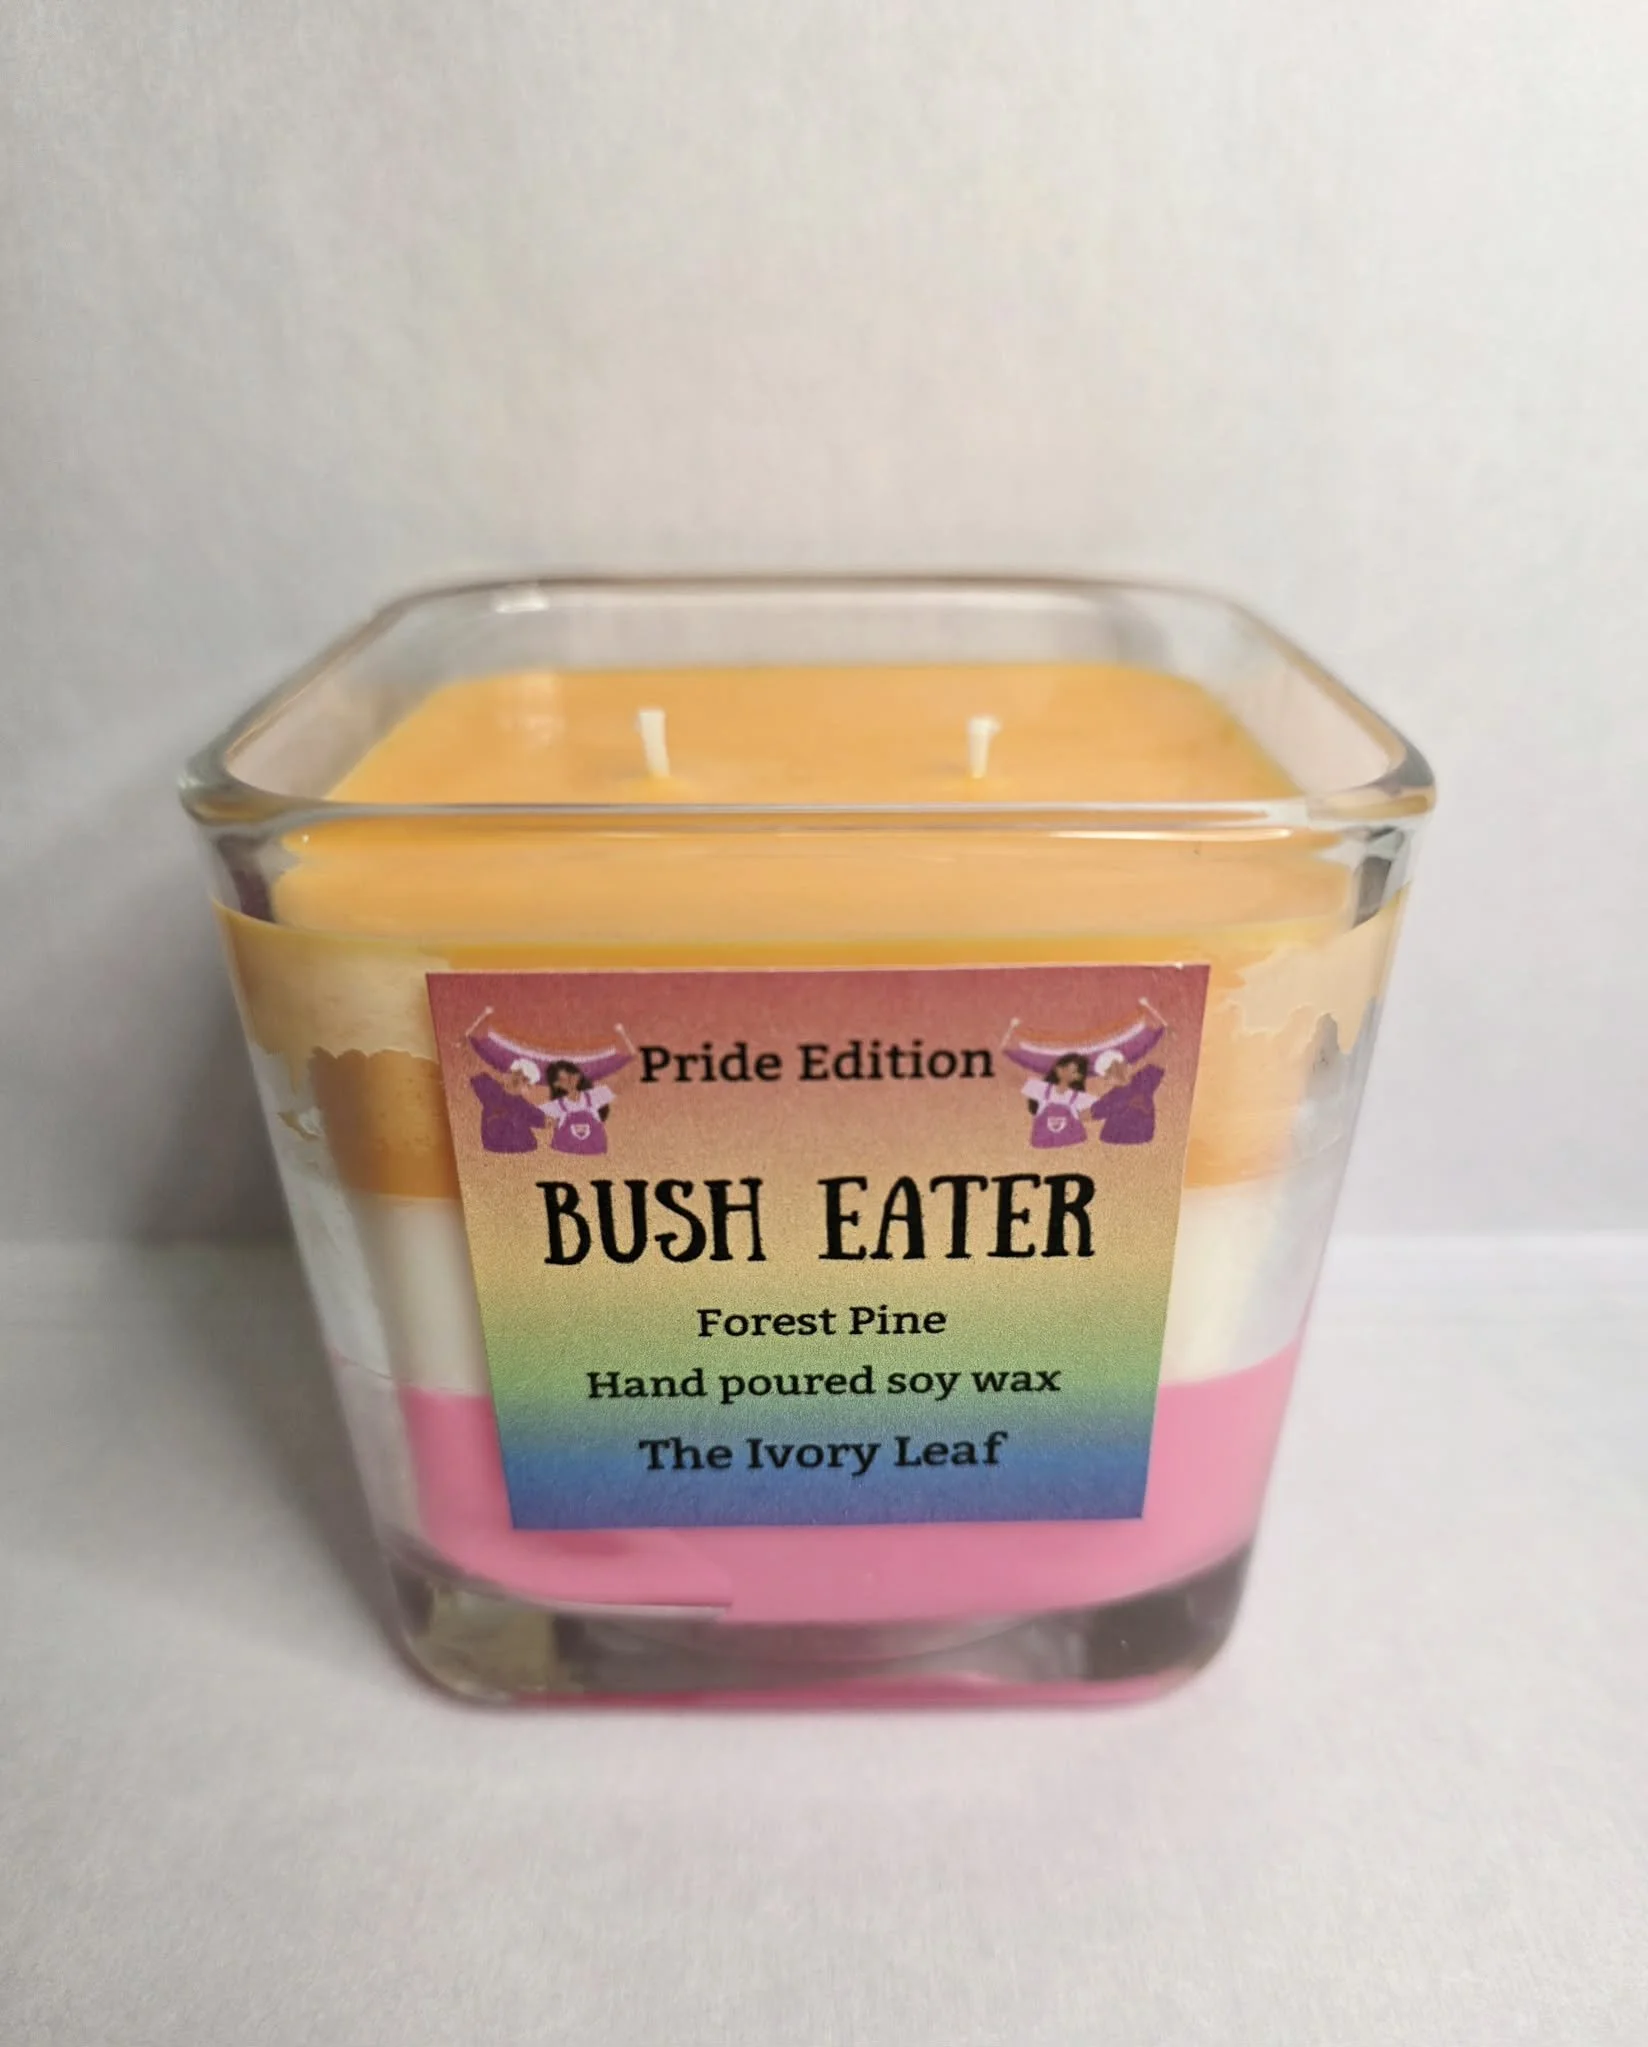 Pride Edition
BUSH EATER
Forest Pine
Hand poured soy wax
The Ivory Leaf